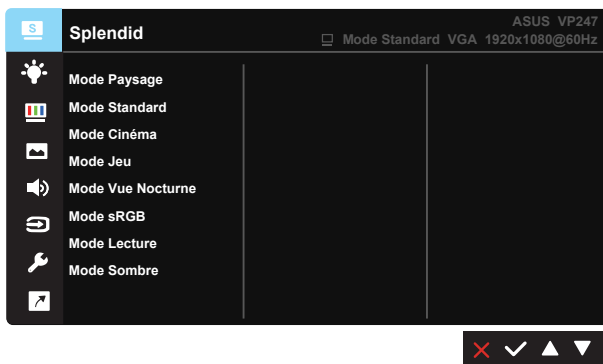 S
Splendid
ASUS VP247
Mode Standard VGA 1920x1080@60Hz
Mode Paysage
Mode Standard
Mode Cinéma
Mode Jeu
Mode Vue Nocturne
Mode sRGB
Mode Lecture
Mode Sombre